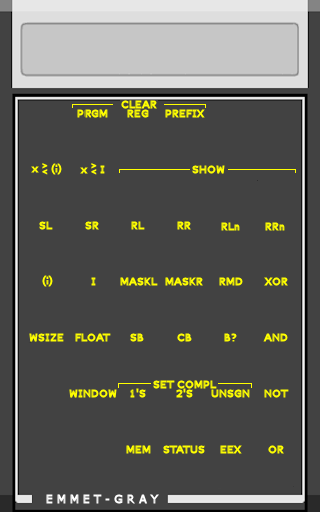 CLEAR
PRGM REG PREFIX
x≷(i) x≷I SHOW
SL SR RL RR RLn RRn
(i) I MASKL MASKR RMD XOR
WSIZE FLOAT SB CB B? AND
SET COMPL
WINDOW 1'S 2'S UNSGN NOT
MEM STATUS EEX OR
EMMET-GRAY